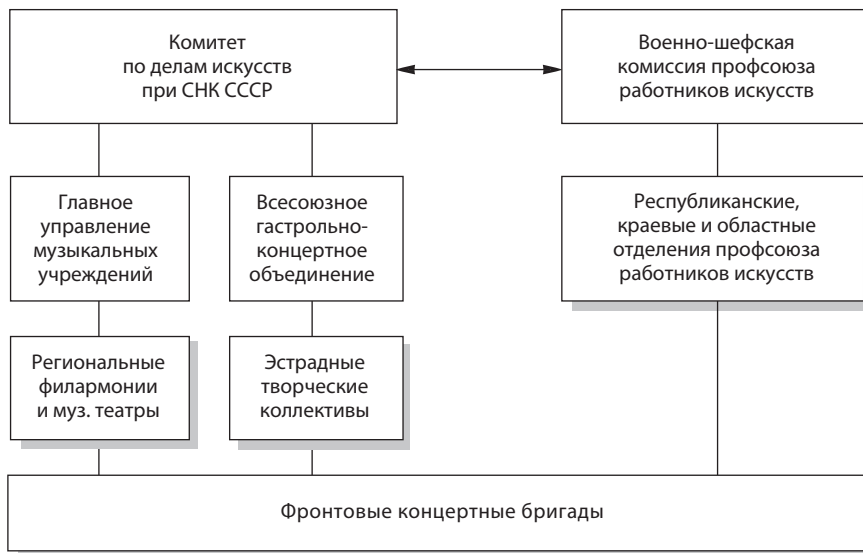 Комитет
по делам искусств
при СНК СССР
Военно-шефская
комиссия профсоюза
работников искусств
Главное
управление
музыкальных
учреждений
Всесоюзное
гастрольно-
концертное
объединение
Республиканские,
краевые и областные
отделения профсоюза
работников искусств
Региональные
филармонии
и муз. театры
Эстрадные
творческие
коллективы
Фронтовые концертные бригады